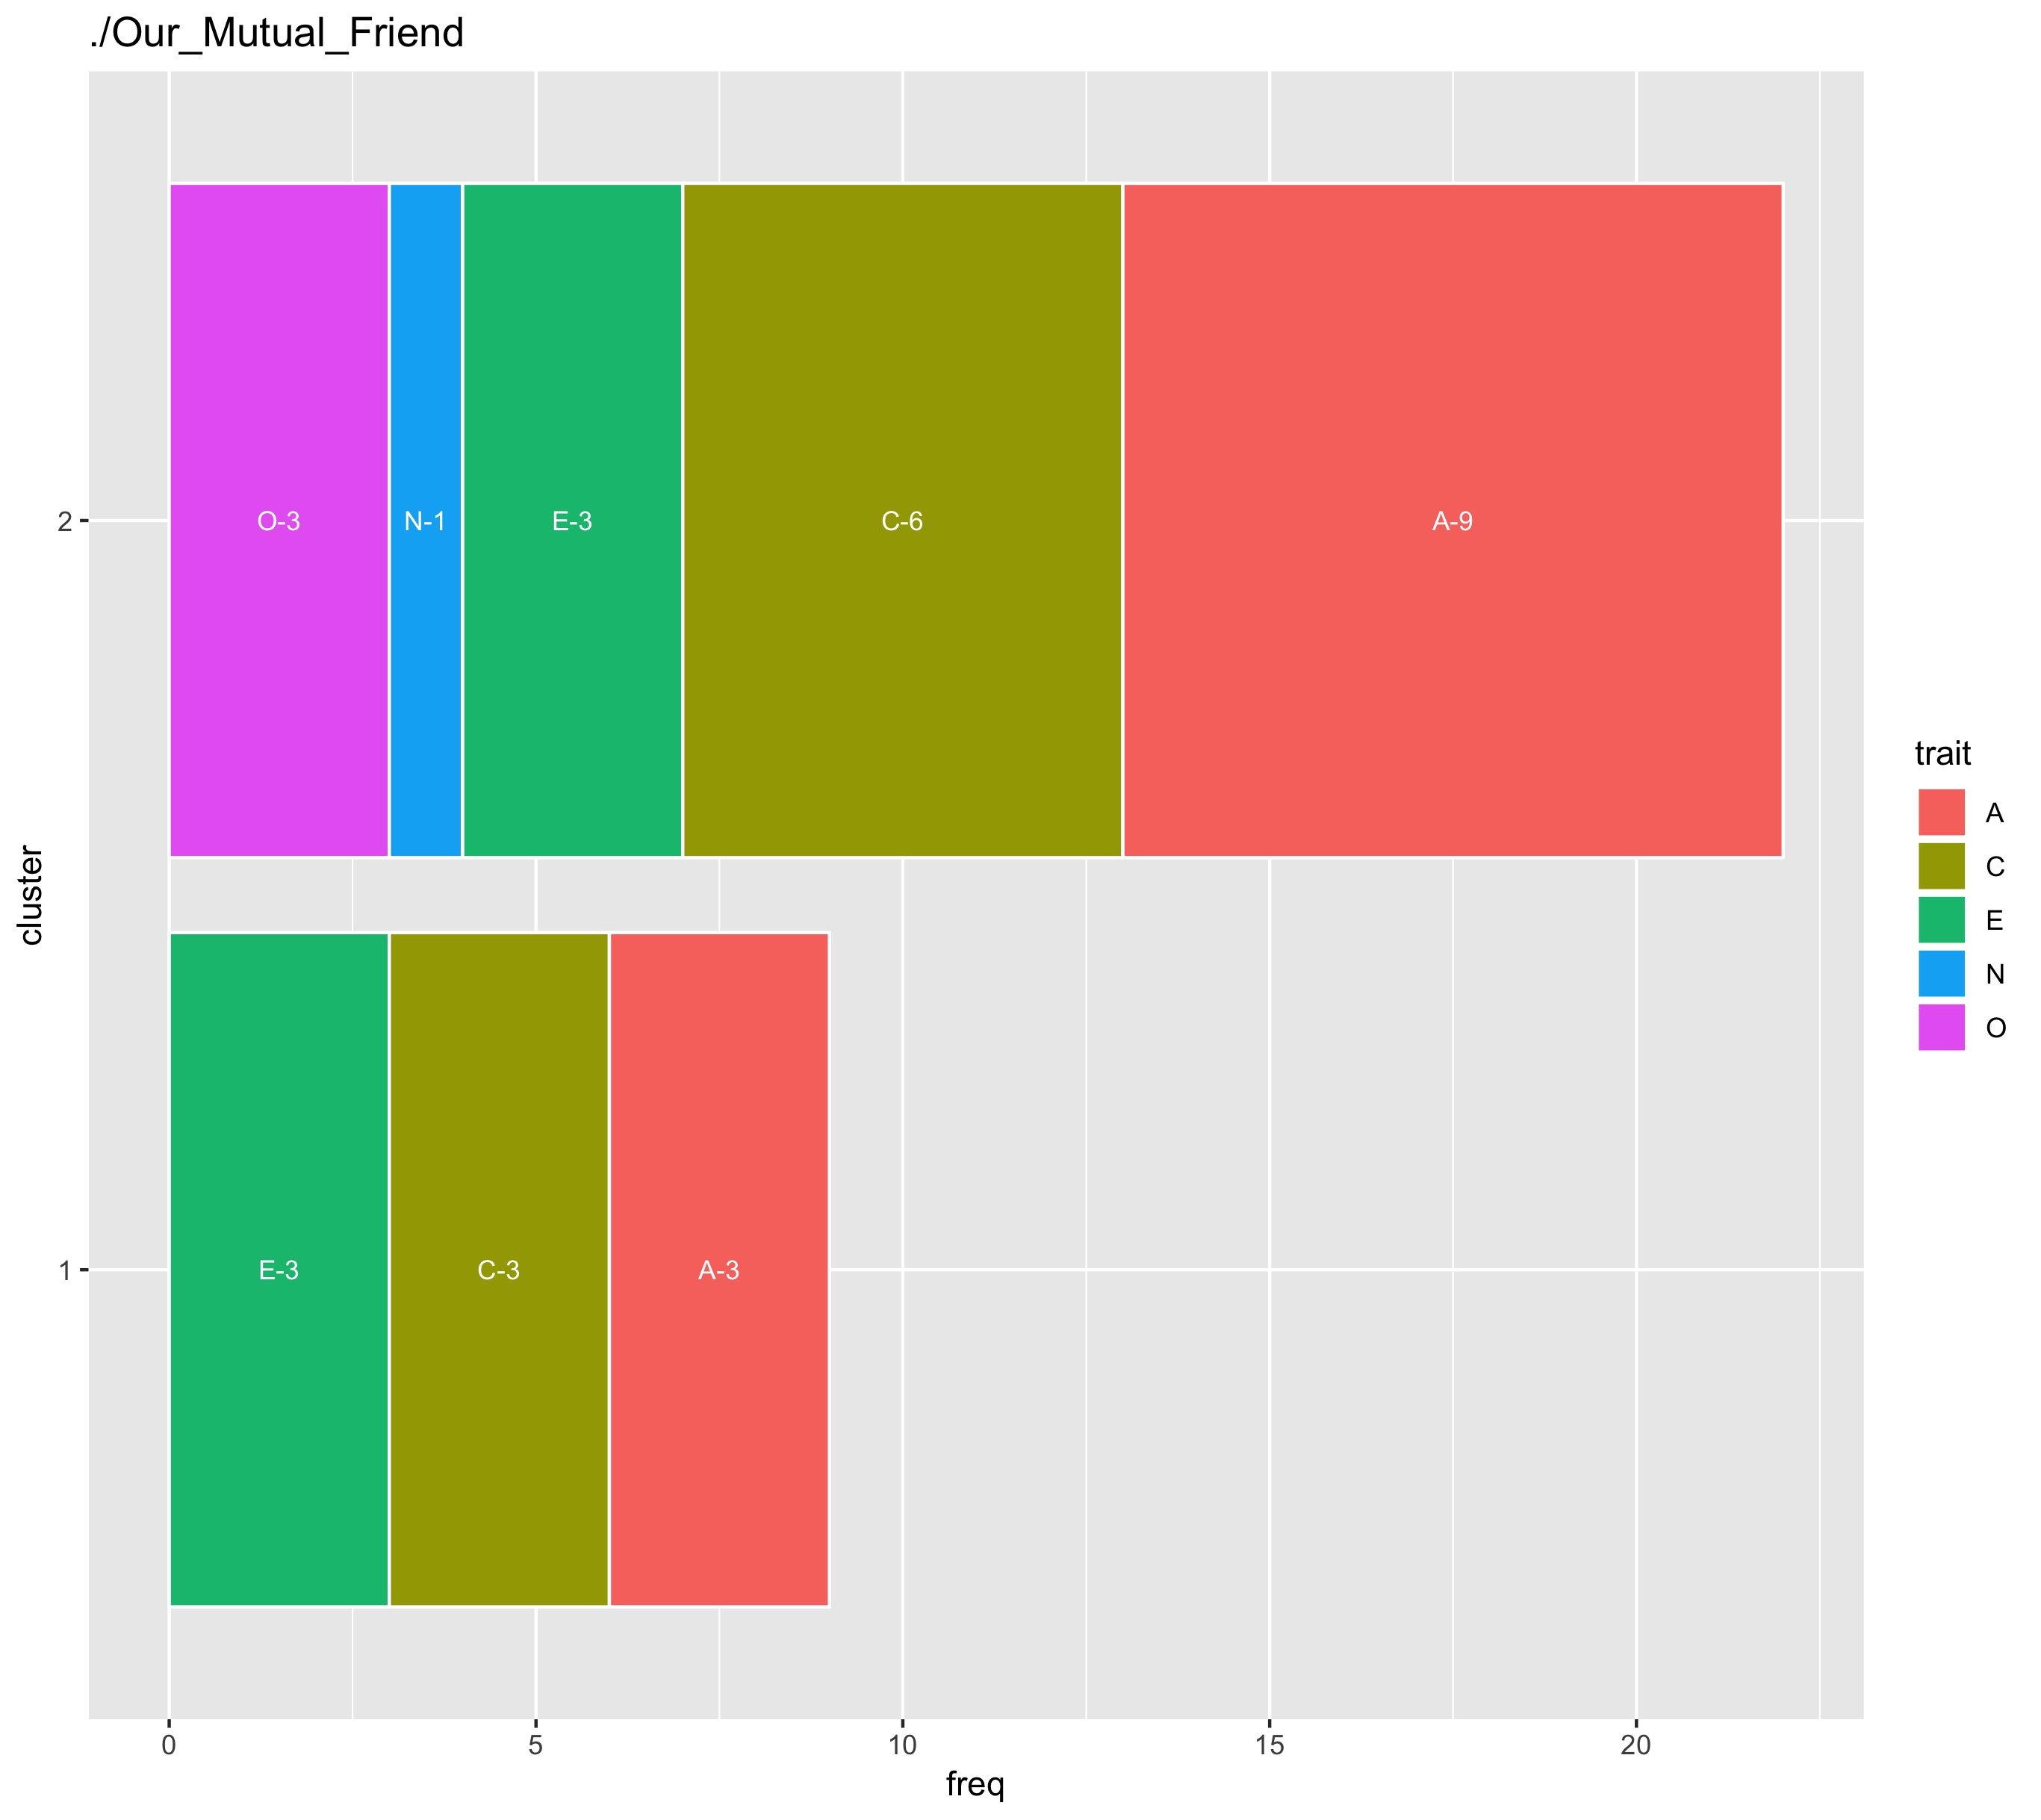 ./Our_Mutual_Friend
cluster
2
O-3 N-1 E-3 C-6 A-9
1
E-3 C-3 A-3
0 5 10 15 20
freq
trait
A
C
E
N
O